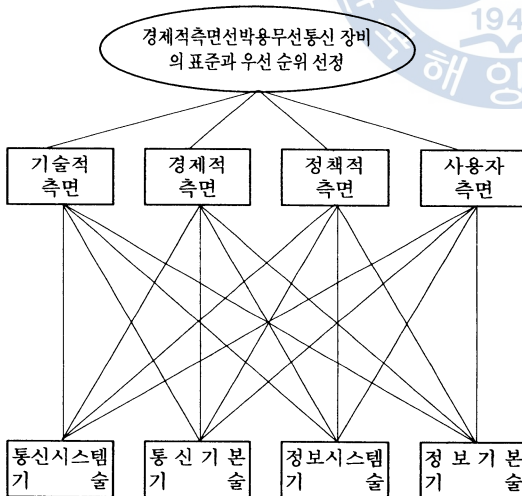 경제적측면선박용무선통신 장비
의 표준과 우선 순위 선정
194
해양
기술적
측면
경제적
측면
정책적
측면
사용자
측면
통신시스템
기 술
통 신 기 본
기 술
정보시스템
기 술
정 보 기 본
기 술